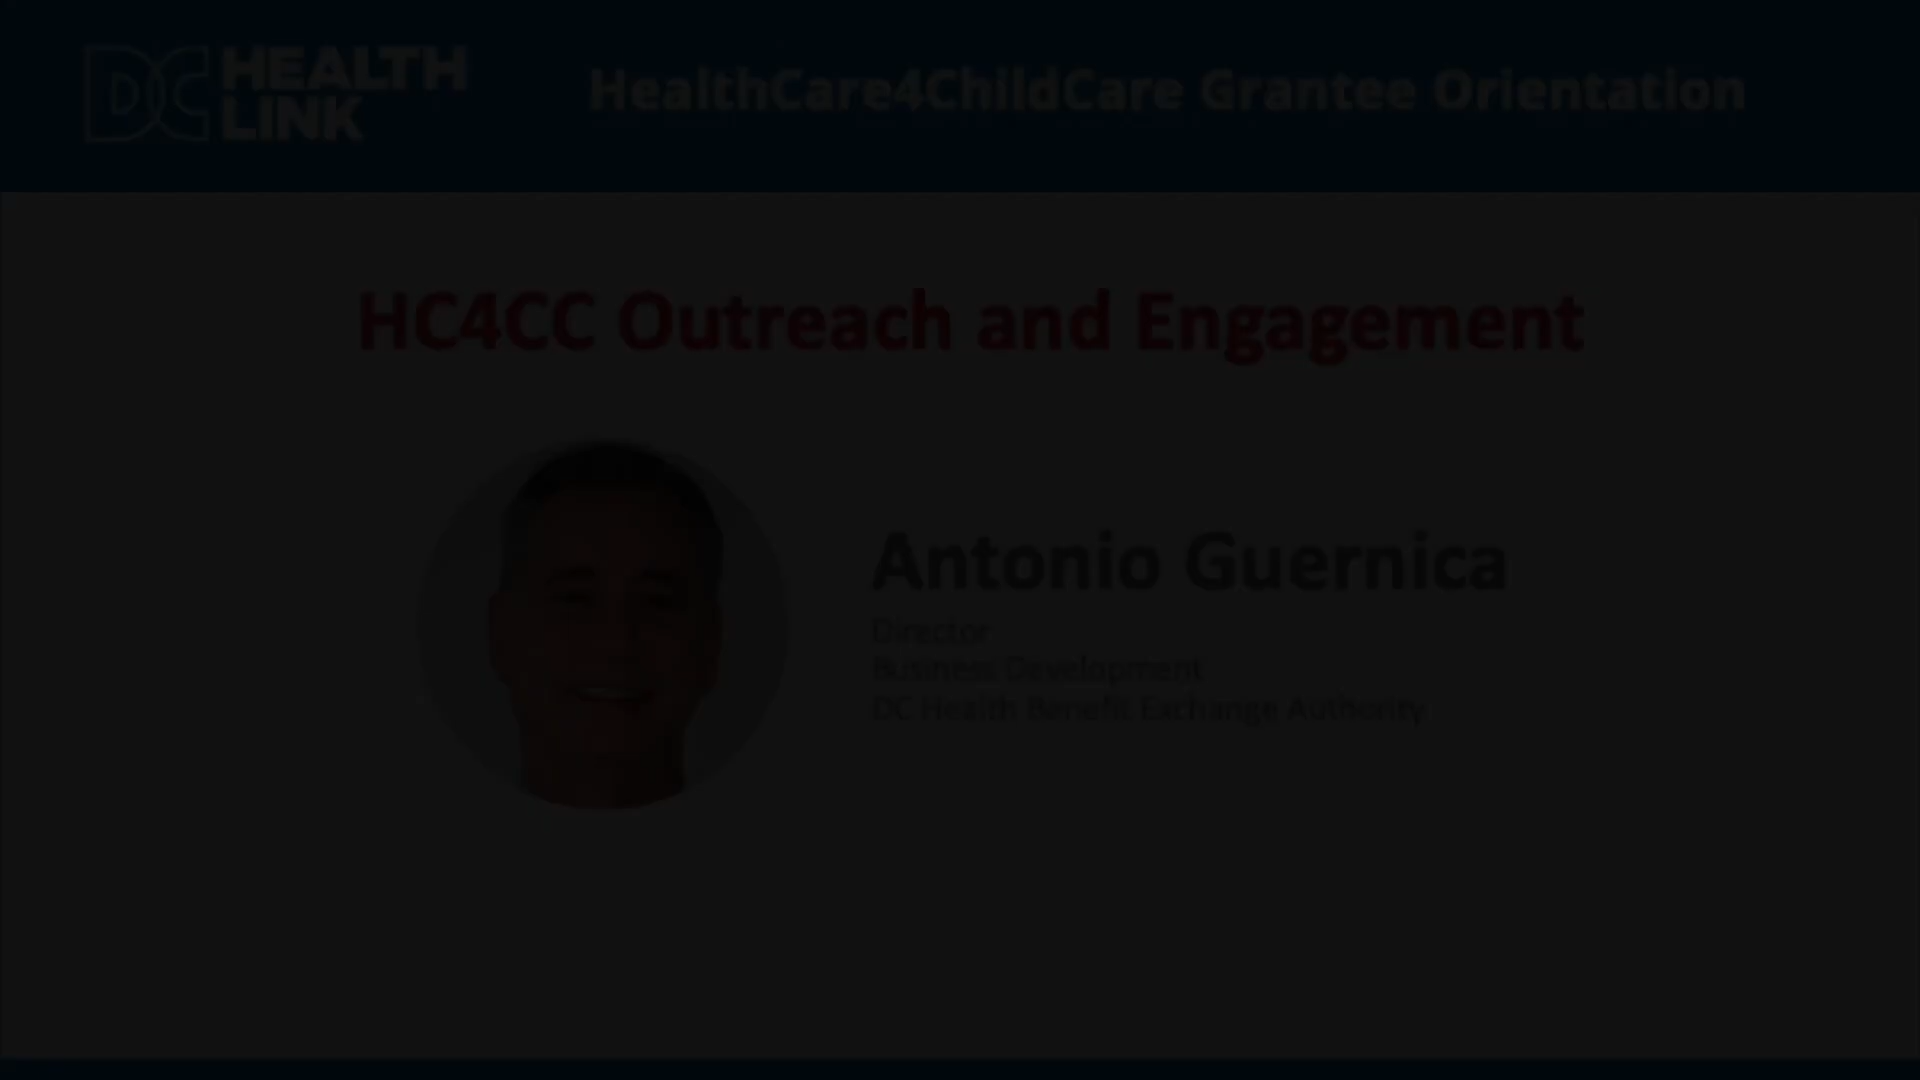 DC HEALTH LINK
HealthCare4ChildCare Grantee Orientation
HC4CC Outreach and Engagement
Antonio Guernica
Director
Business Development
DC Health Benefit Exchange Authority